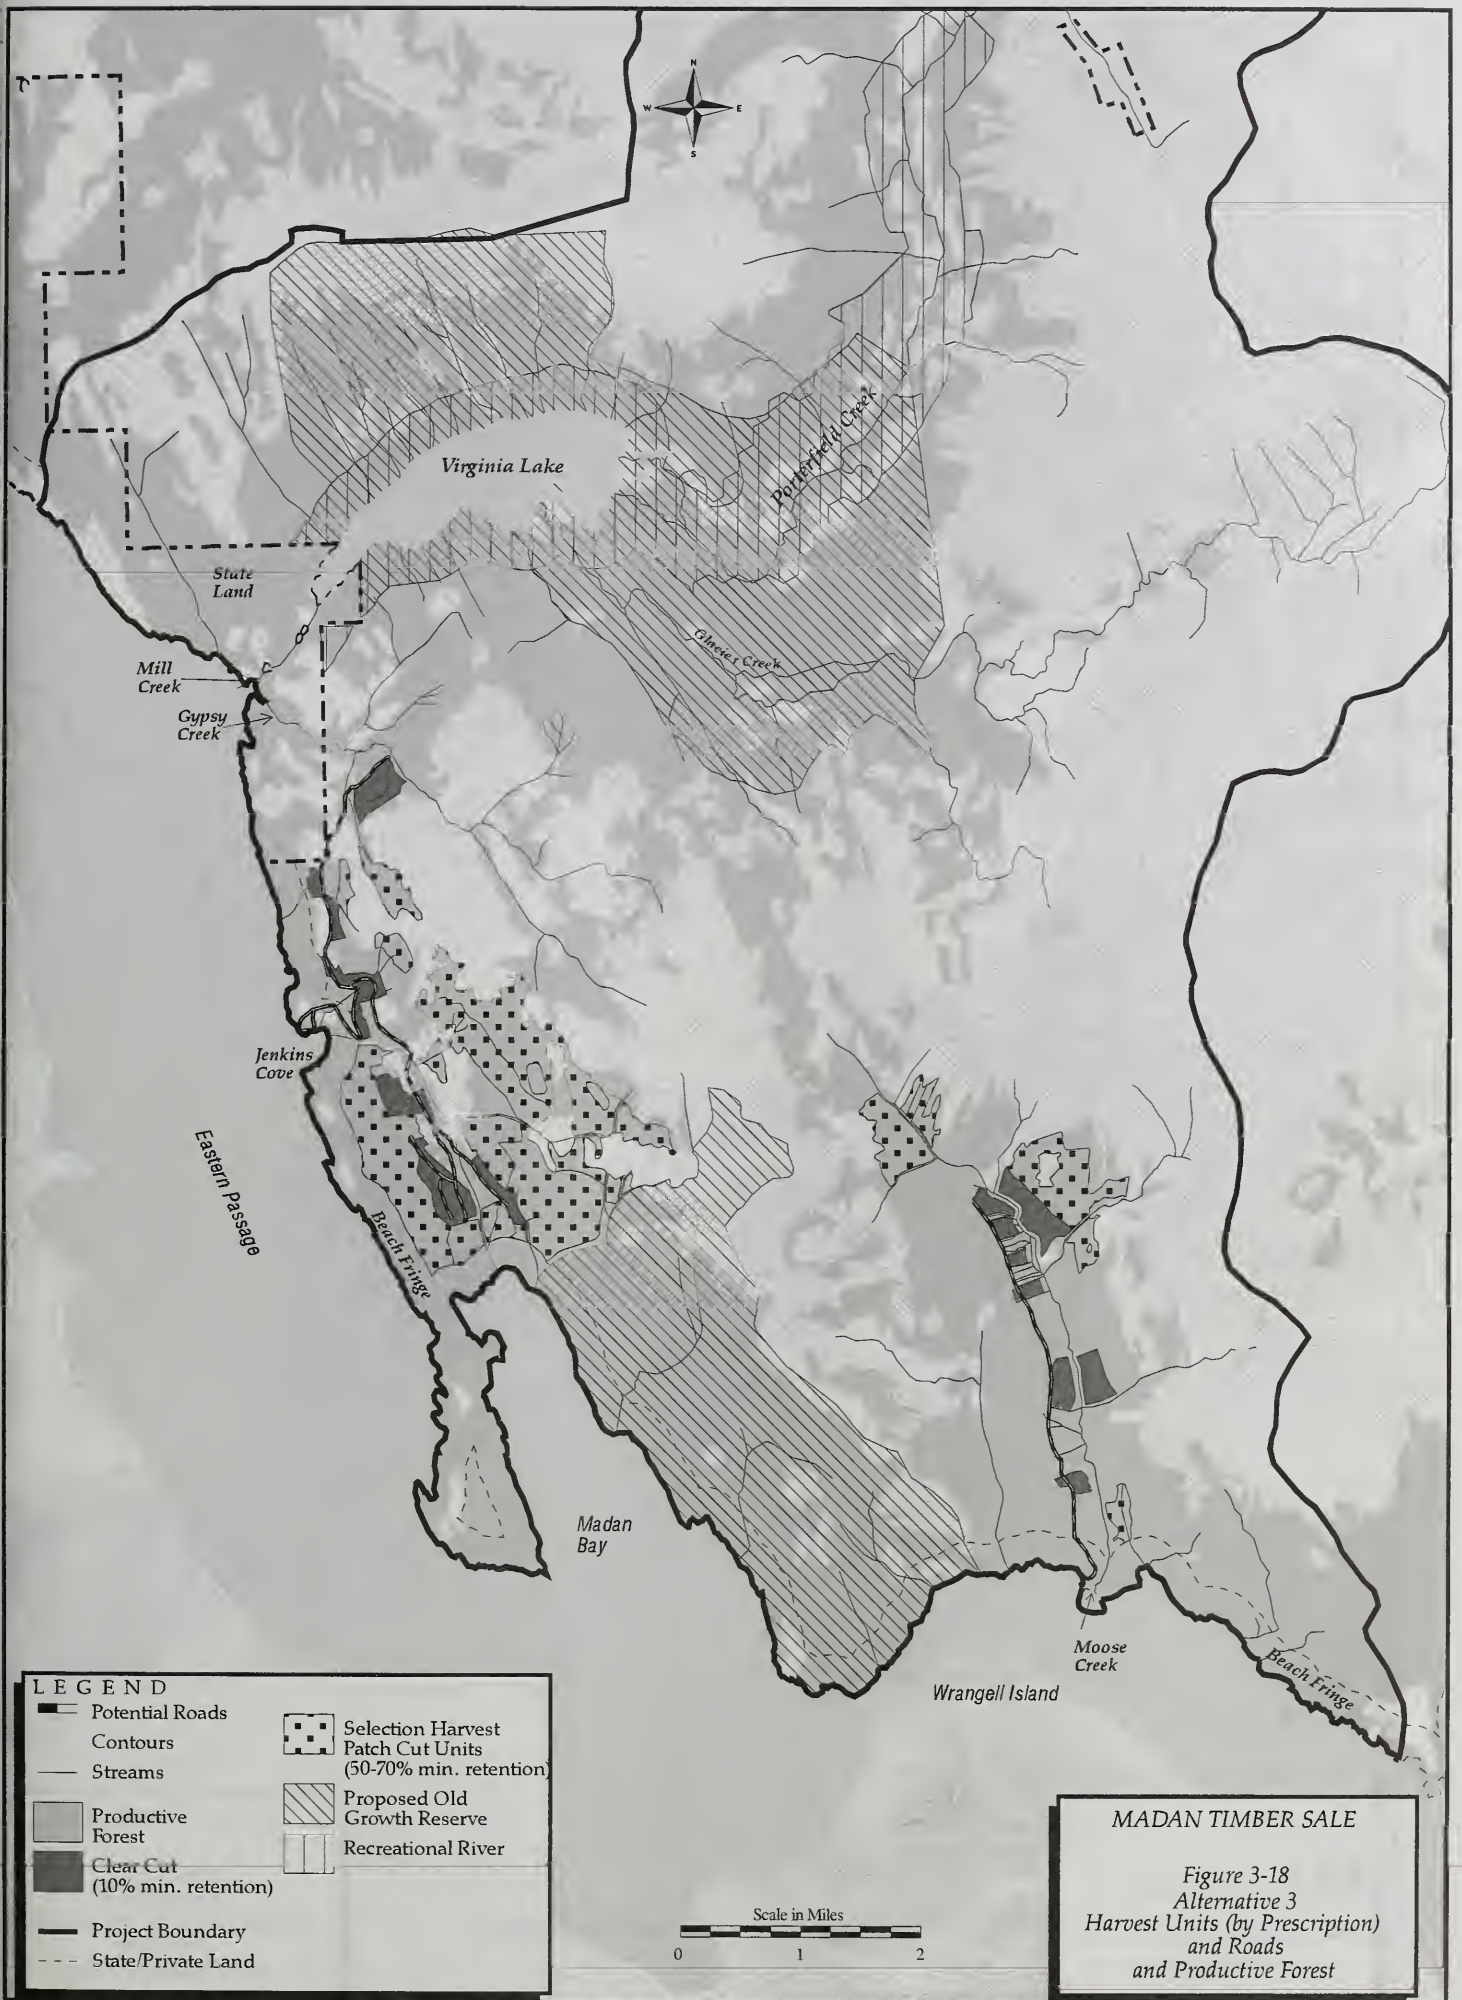 N
W E
S
Virginia Lake
Porterfield Creek
State
Land
Glacier Creek
Mill
Creek
Gypsy
Creek
Jenkins
Cove
Eastern Passage
Beach Fringe
Madan
Bay
Moose
Creek
Wrangell Island
Beach Fringe
LEGEND
Potential Roads
Contours
Streams
Productive
Forest
Clear Cut
(10% min. retention)
Project Boundary
State/Private Land
Selection Harvest
Patch Cut Units
(50-70% min. retention)
Proposed Old
Growth Reserve
Recreational River
Scale in Miles
0 1 2
MADAN TIMBER SALE
Figure 3-18
Alternative 3
Harvest Units (by Prescription)
and Roads
and Productive Forest